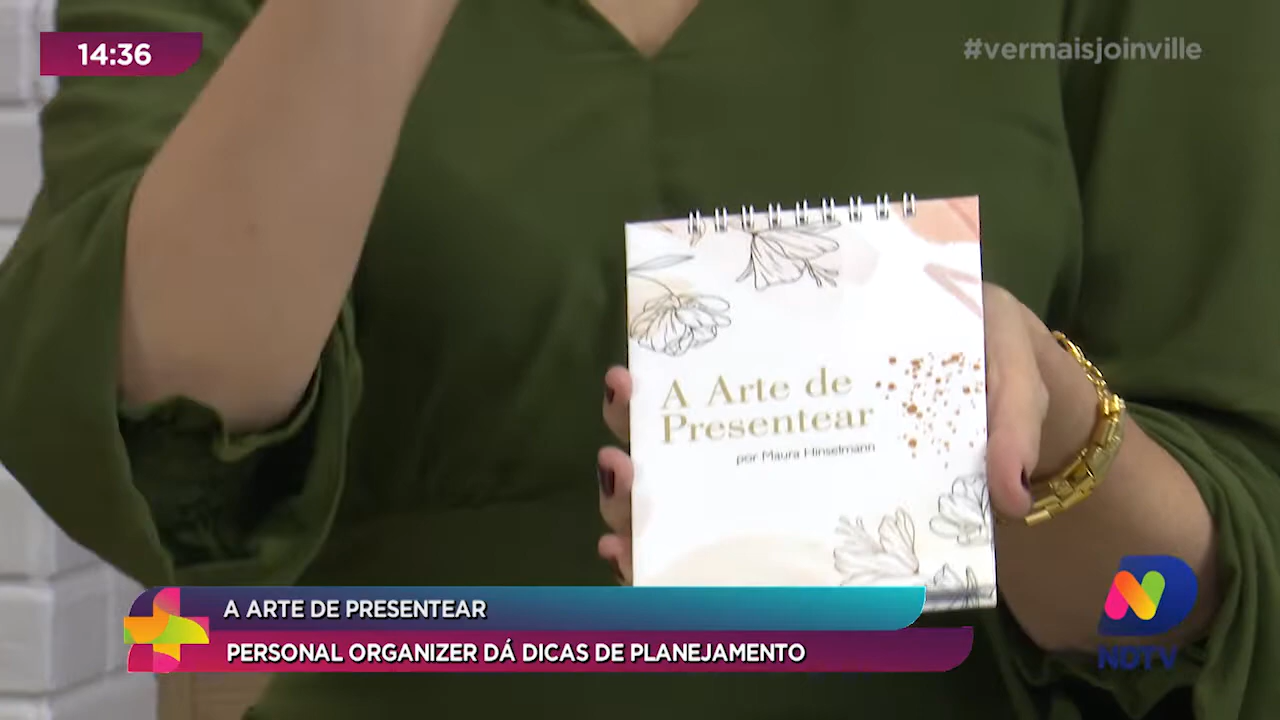 14:36
#vermaisjoinville
A Arte de
Presentear
por Maura Hinselmann
A ARTE DE PRESENTEAR
PERSONAL ORGANIZER DÁ DICAS DE PLANEJAMENTO
NDTV